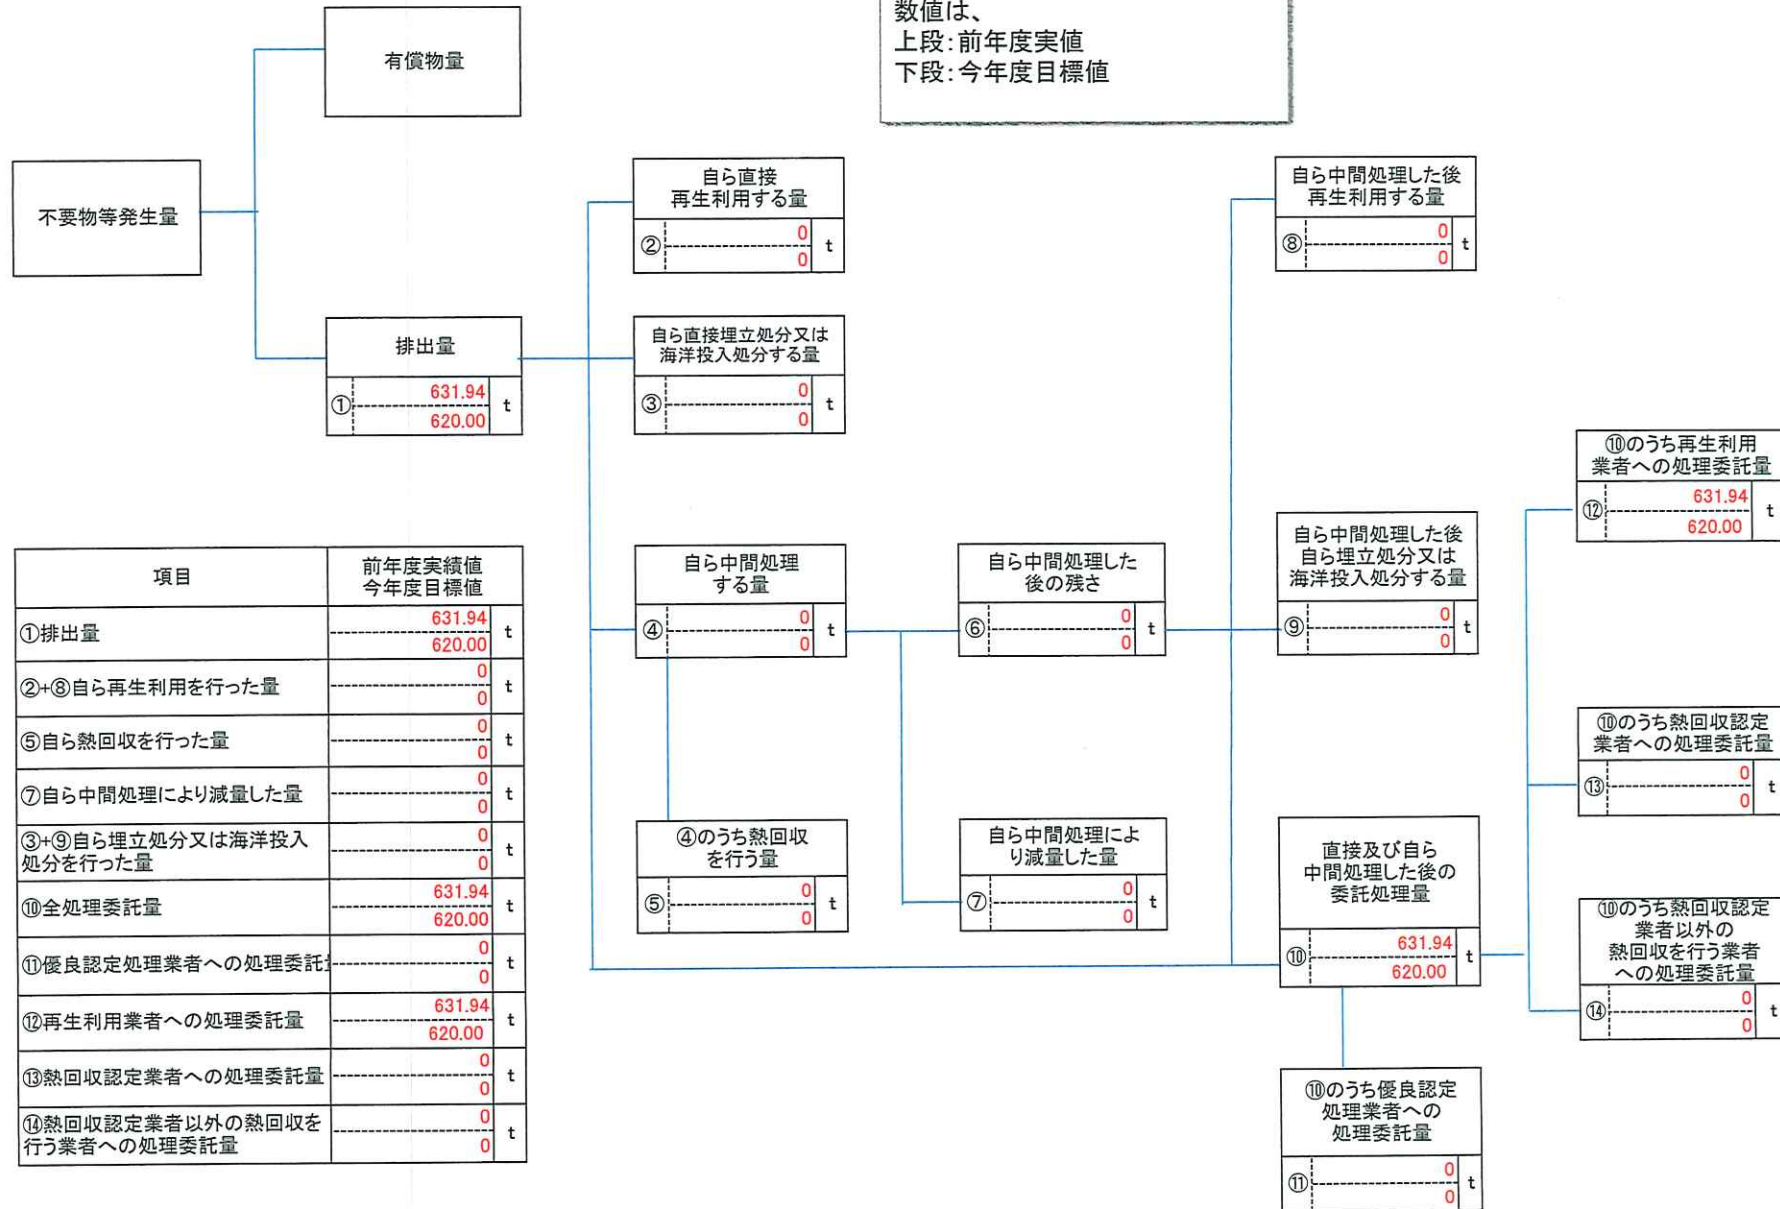 数値は、
上段:前年度実値
下段:今年度目標値
有償物量
不要物等発生量
排出量
① 631.94 t
620.00
自ら直接
再生利用する量
② 0 t
0
自ら直接埋立処分又は
海洋投入処分する量
③ 0 t
0
自ら中間処理
する量
④ 0 t
0
④のうち熱回収
を行う量
⑤ 0 t
0
自ら中間処理した
後の残さ
⑥ 0 t
0
自ら中間処理によ
り減量した量
⑦ 0 t
0
自ら中間処理した後
再生利用する量
⑧ 0 t
0
自ら中間処理した後
自ら埋立処分又は
海洋投入処分する量
⑨ 0 t
0
直接及び自ら
中間処理した後の
委託処理量
⑩ 631.94 t
620.00
⑩のうち優良認定
処理業者への
処理委託量
⑪ 0 t
0
⑩のうち再生利用
業者への処理委託量
⑫ 631.94 t
620.00
⑩のうち熱回収認定
業者への処理委託量
⑬ 0 t
0
⑩のうち熱回収認定
業者以外の
熱回収を行う業者
への処理委託量
⑭ 0 t
0
項目 前年度実績値
今年度目標値
①排出量 631.94 t
620.00
②+⑧自ら再生利用を行った量 0 t
0
⑤自ら熱回収を行った量 0 t
0
⑦自ら中間処理により減量した量 0 t
0
③+⑨自ら埋立処分又は海洋投入
処分を行った量 0 t
0
⑩全処理委託量 631.94 t
620.00
⑪優良認定処理業者への処理委託 0 t
0
⑫再生利用業者への処理委託量 631.94 t
620.00
⑬熱回収認定業者への処理委託量 0 t
0
⑭熱回収認定業者以外の熱回収を
行う業者への処理委託量 0 t
0